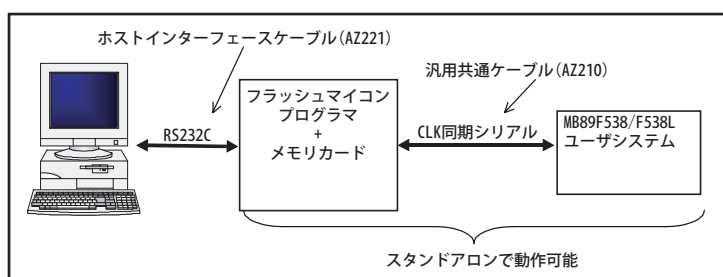 ホストインターフェースケーブル(AZ221)
汎用共通ケーブル(AZ210)
RS232C
フラッシュマイコン
プログラマ
+
メモリカード
CLK同期シリアル
MB89F538/F538L
ユーザシステム
スタンドアロンで動作可能